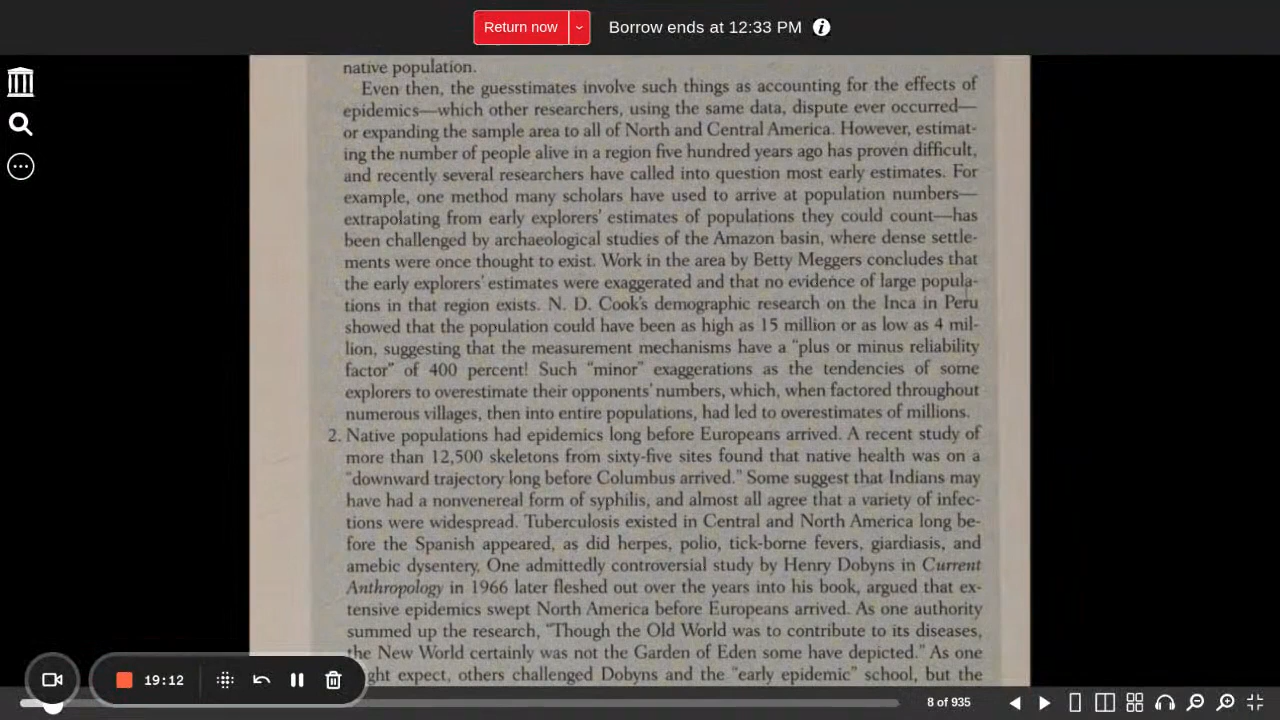 Return now
Borrow ends at 12:33 PM
native population.
Even then, the guesstimates involve such things as accounting for the effects of
epidemics—which other researchers, using the same data, dispute ever occurred—
or expanding the sample area to all of North and Central America. However, estimat-
ing the number of people alive in a region five hundred years ago has proven difficult,
and recently several researchers have called into question most early estimates. For
example, one method many scholars have used to arrive at population numbers—
extrapolating from early explorers' estimates of populations they could count—has
been challenged by archaeological studies of the Amazon basin, where dense settle-
ments were once thought to exist. Work in the area by Betty Meggers concludes that
the early explorers' estimates were exaggerated and that no evidence of large popula-
tions in that region exists. N. D. Cook's demographic research on the Inca in Peru
showed that the population could have been as high as 15 million or as low as 4 mil-
lion, suggesting that the measurement mechanisms have a "plus or minus reliability
factor" of 400 percent! Such "minor" exaggerations as the tendencies of some
explorers to overestimate their opponents' numbers, which, when factored throughout
numerous villages, then into entire populations, had led to overestimates of millions.
2. Native populations had epidemics long before Europeans arrived. A recent study of
more than 12,500 skeletons from sixty-five sites found that native health was on a
"downward trajectory long before Columbus arrived." Some suggest that Indians may
have had a nonvenereal form of syphilis, and almost all agree that a variety of infec-
tions were widespread. Tuberculosis existed in Central and North America long be-
fore the Spanish appeared, as did herpes, polio, tick-borne fevers, giardiasis, and
amebic dysentery. One admittedly controversial study by Henry Dobyns in Current
Anthropology in 1966 later fleshed out over the years into his book, argued that ex-
tensive epidemics swept North America before Europeans arrived. As one authority
summed up the research, "Though the Old World was to contribute to its diseases,
the New World certainly was not the Garden of Eden some have depicted." As one
expect, others challenged Dobyns and the "early epidemic" school, but the
19:12
8 of 935